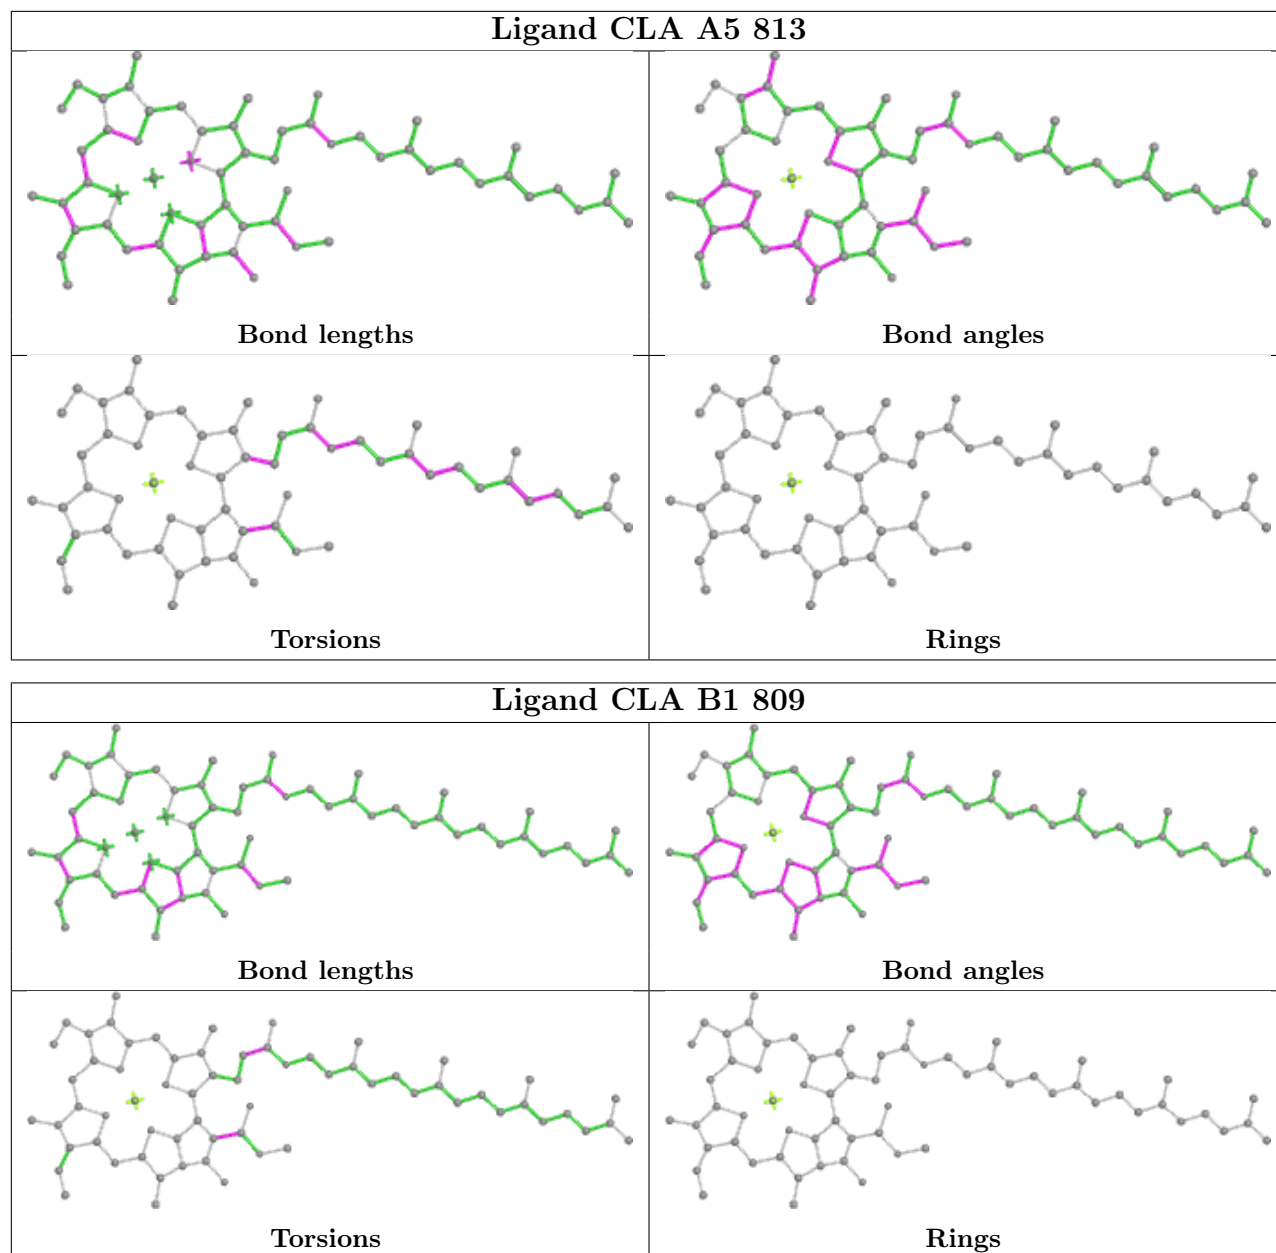 Ligand CLA A5 813
Bond lengths
Bond angles
Torsions
Rings
Ligand CLA B1 809
Bond lengths
Bond angles
Torsions
Rings